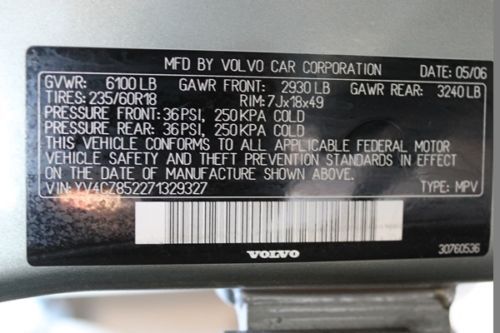 MFD BY VOLVO CAR CORPORATION DATE: 05/06
GVWR: 6100 LB GAWR FRONT: 2930 LB GAWR REAR: 3240 LB
TIRES: 235/60R18 RIM: 7Jx18x49
PRESSURE FRONT: 36 PSI, 250 KPA COLD
PRESSURE REAR: 36 PSI, 250 KPA COLD
THIS VEHICLE CONFORMS TO ALL APPLICABLE FEDERAL MOTOR
VEHICLE SAFETY AND THEFT PREVENTION STANDARDS IN EFFECT
ON THE DATE OF MANUFACTURE SHOWN ABOVE.
VIN: YV4CZ852271329327 TYPE: MPV
VOLVO 30760536